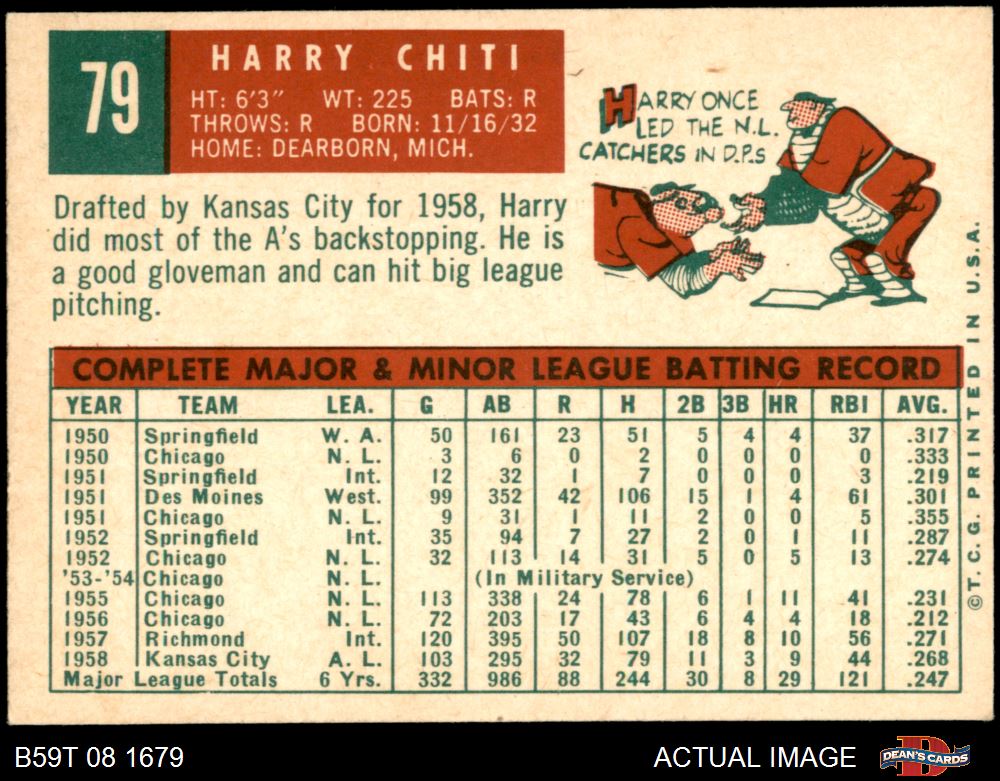 79
HARRY CHITI
HT: 6'3" WT: 225 BATS: R
THROWS: R BORN: 11/16/32
HOME: DEARBORN, MICH.
HARRY ONCE
LED THE N.L.
CATCHERS IN D.P.s
Drafted by Kansas City for 1958, Harry
did most of the A's backstopping. He is
a good gloveman and can hit big league
pitching.
COMPLETE MAJOR & MINOR LEAGUE BATTING RECORD
YEAR TEAM LEA. G AB R H 2B 3B HR RBI AVG.
1950 Springfield W. A. 50 161 23 51 5 4 4 37 .317
1950 Chicago N. L. 3 6 0 2 0 0 0 0 .333
1951 Springfield Int. 12 32 1 7 0 0 0 3 .219
1951 Des Moines West. 99 352 42 106 15 1 4 61 .301
1951 Chicago N. L. 9 31 1 11 2 0 0 5 .355
1952 Springfield Int. 35 94 7 27 2 0 1 11 .287
1952 Chicago N. L. 32 113 14 31 5 0 5 13 .274
'53-'54 Chicago N. L. (In Military Service)
1955 Chicago N. L. 113 338 24 78 6 1 11 41 .231
1956 Chicago N. L. 72 203 17 43 6 4 4 18 .212
1957 Richmond Int. 120 395 50 107 18 8 10 56 .271
1958 Kansas City A. L. 103 295 32 79 11 3 9 44 .268
Major League Totals 6 Yrs. 332 986 88 244 30 8 29 121 .247
©T.C.G. PRINTED IN U.S.A.
B59T 08 1679
ACTUAL IMAGE
DEAN'S CARDS